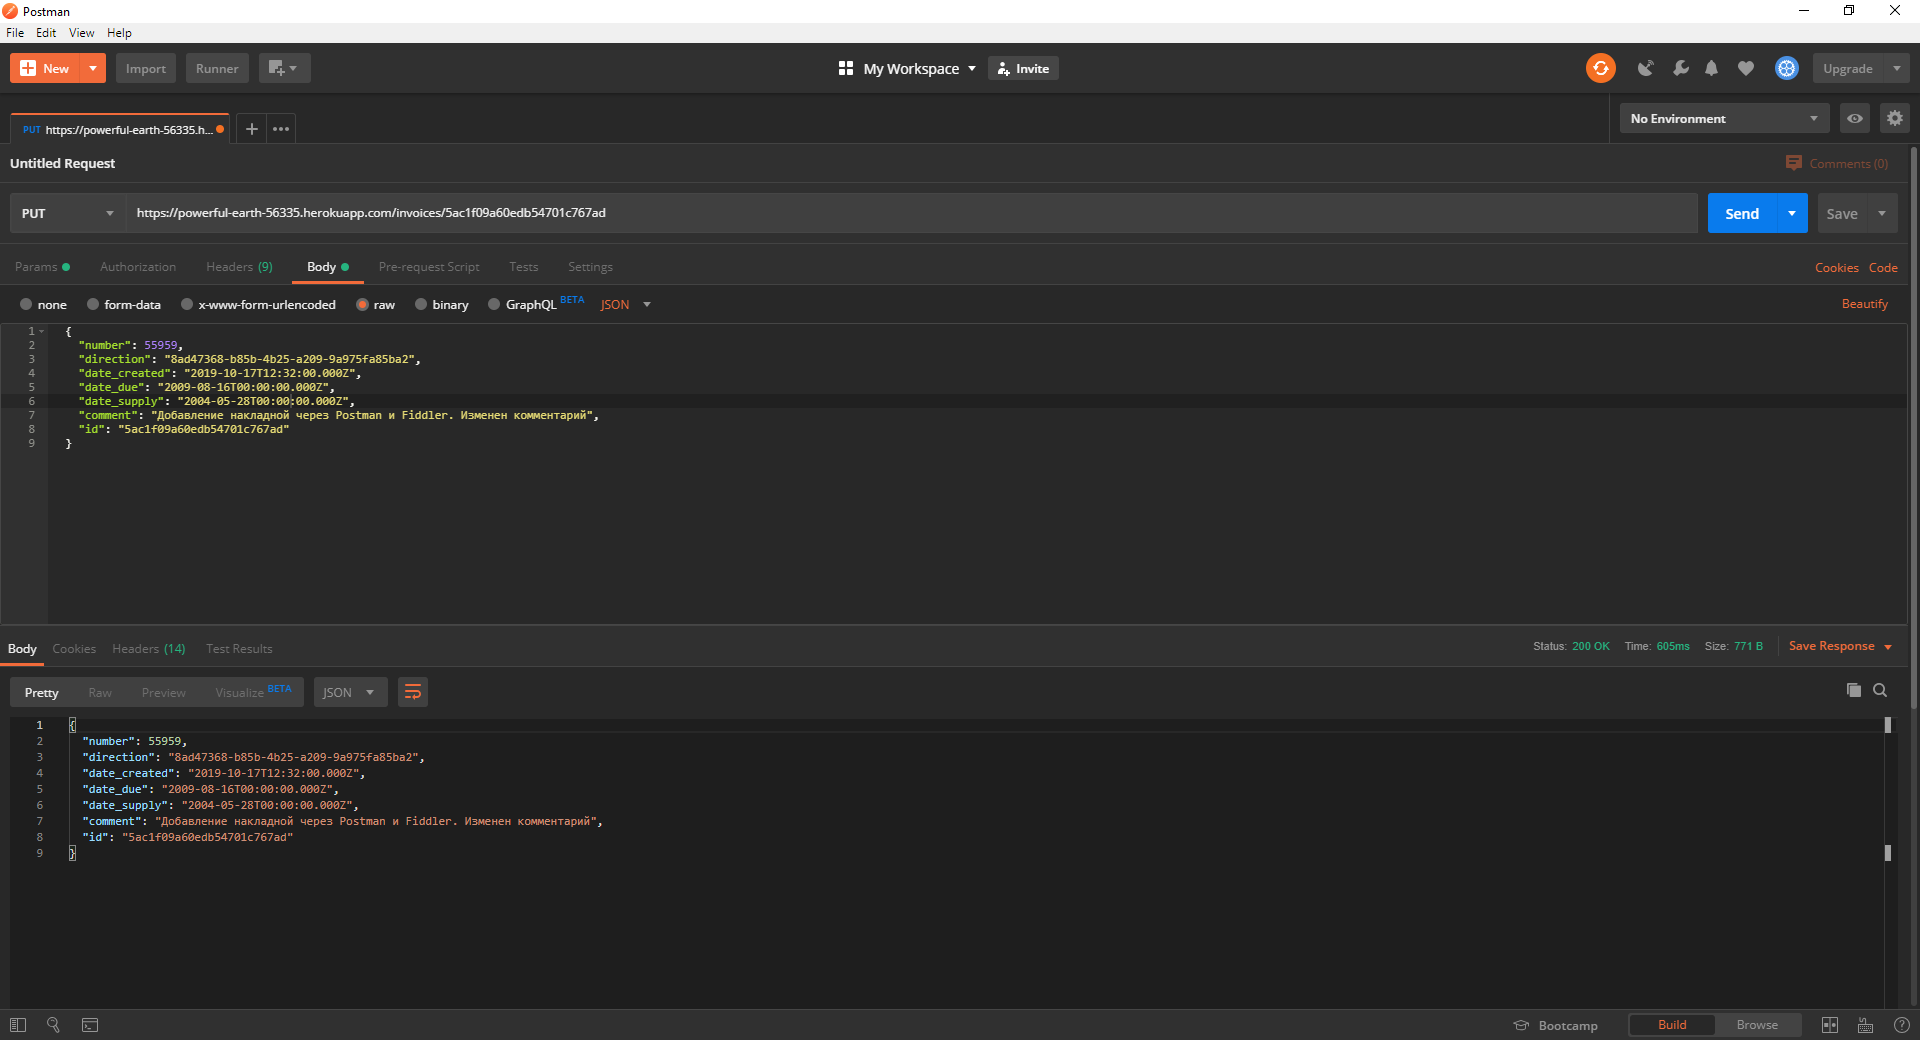 Postman
File Edit View Help
New Import Runner My Workspace Invite Upgrade
PUT https://powerful-earth-56335.h... No Environment
Untitled Request Comments (0)
PUT https://powerful-earth-56335.herokuapp.com/invoices/5ac1f09a60edb54701c767ad Send Save
Params Authorization Headers (9) Body Pre-request Script Tests Settings Cookies Code
none form-data x-www-form-urlencoded raw binary GraphQL BETA JSON Beautify
1 {
2 "number": 55959,
3 "direction": "8ad47368-b85b-4b25-a209-9a975fa85ba2",
4 "date_created": "2019-10-17T12:32:00.000Z",
5 "date_due": "2009-08-16T00:00:00.000Z",
6 "date_supply": "2004-05-28T00:00:00.000Z",
7 "comment": "Добавление накладной через Postman и Fiddler. Изменен комментарий",
8 "id": "5ac1f09a60edb54701c767ad"
9 }
Body Cookies Headers (14) Test Results Status: 200 OK Time: 605ms Size: 771 B Save Response
Pretty Raw Preview Visualize BETA JSON
1 {
2 "number": 55959,
3 "direction": "8ad47368-b85b-4b25-a209-9a975fa85ba2",
4 "date_created": "2019-10-17T12:32:00.000Z",
5 "date_due": "2009-08-16T00:00:00.000Z",
6 "date_supply": "2004-05-28T00:00:00.000Z",
7 "comment": "Добавление накладной через Postman и Fiddler. Изменен комментарий",
8 "id": "5ac1f09a60edb54701c767ad"
9 }
Bootcamp Build Browse